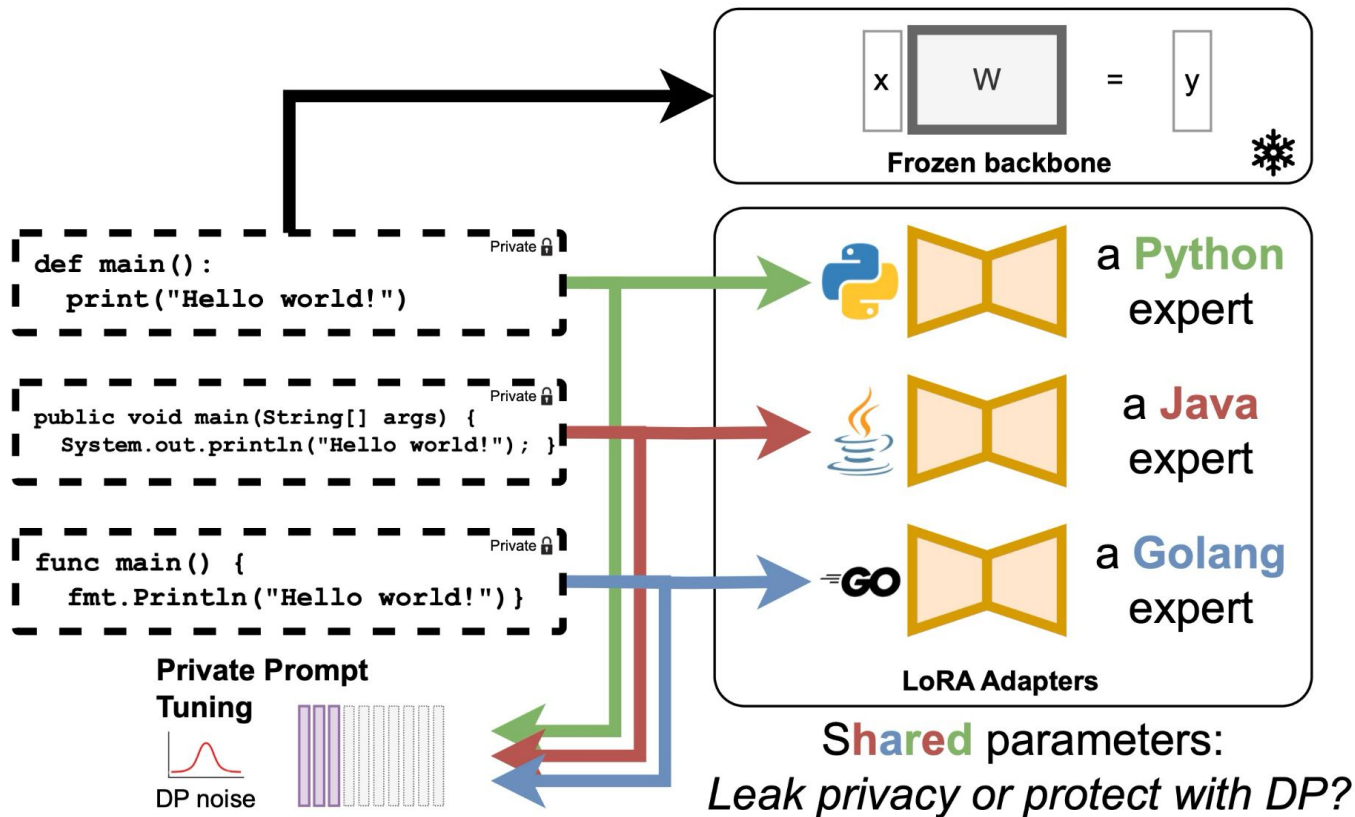 x W = y
Frozen backbone
Private
def main():
print("Hello world!")
a Python
expert
Private
public void main(String[] args) {
System.out.println("Hello world!"); }
a Java
expert
Private
func main() {
fmt.Println("Hello world!")}
GO
a Golang
expert
LoRA Adapters
Private Prompt
Tuning
DP noise
Shared parameters:
Leak privacy or protect with DP?